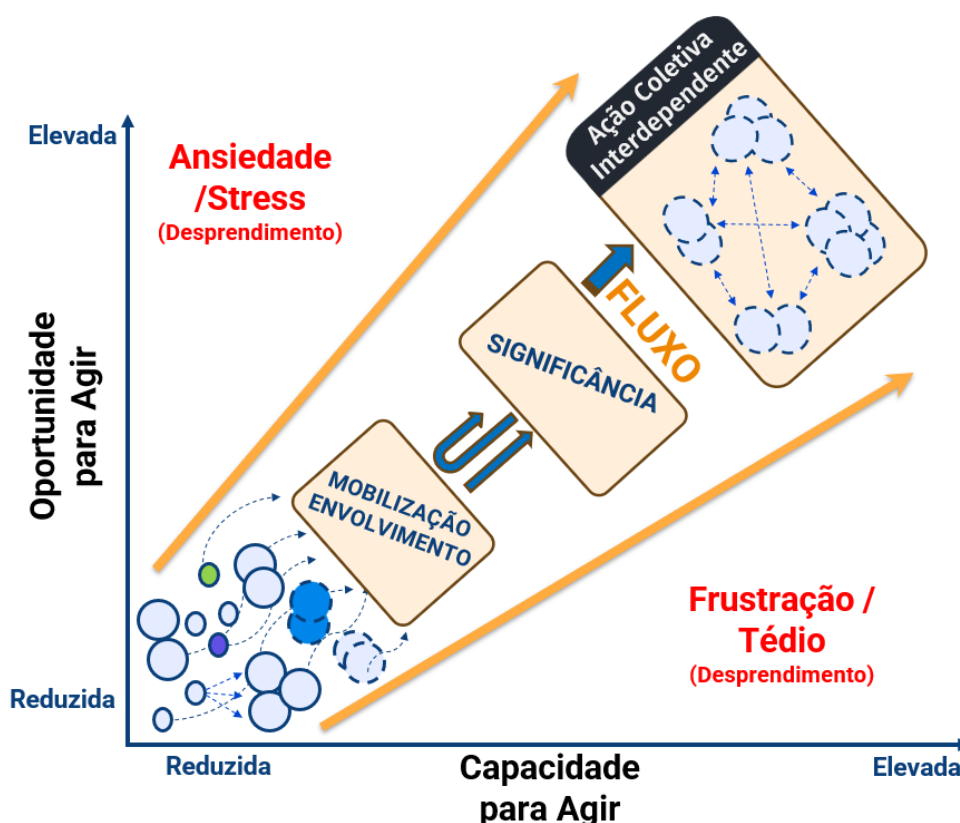 Ação Coletiva
Interdependente
Elevada
Ansiedade
/Stress
(Desprendimento)
FLUXO
SIGNIFICÂNCIA
Oportunidade
para Agir
MOBILIZAÇÃO
ENVOLVIMENTO
Frustração /
Tédio
(Desprendimento)
Reduzida
Reduzida
Capacidade
para Agir
Elevada